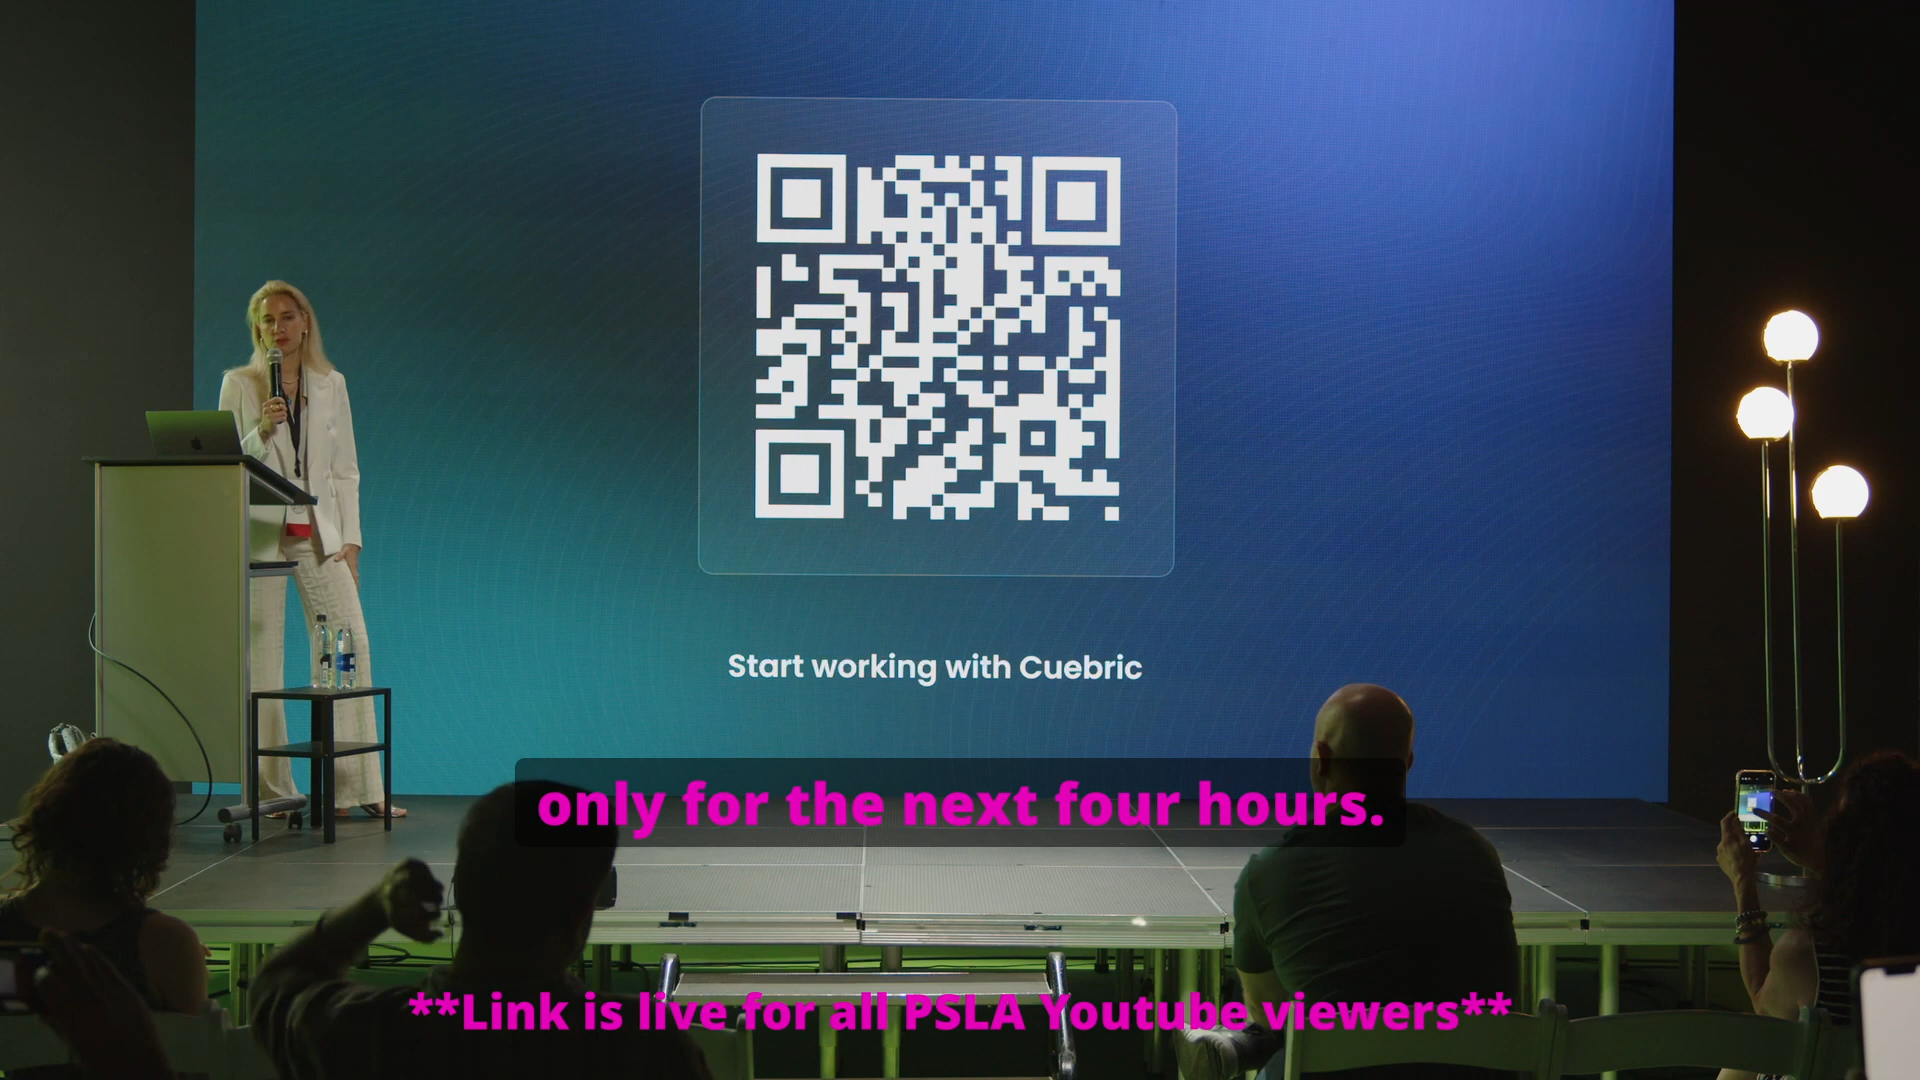 Start working with Cuebric
only for the next four hours.
**Link is live for all PSLA Youtube viewers**